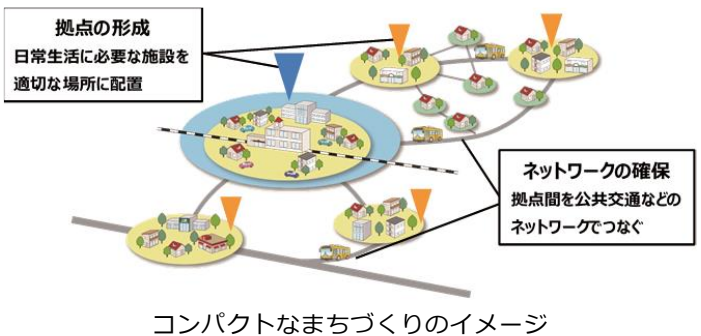 拠点の形成
日常生活に必要な施設を
適切な場所に配置
ネットワークの確保
拠点間を公共交通などの
ネットワークでつなぐ
コンパクトなまちづくりのイメージ